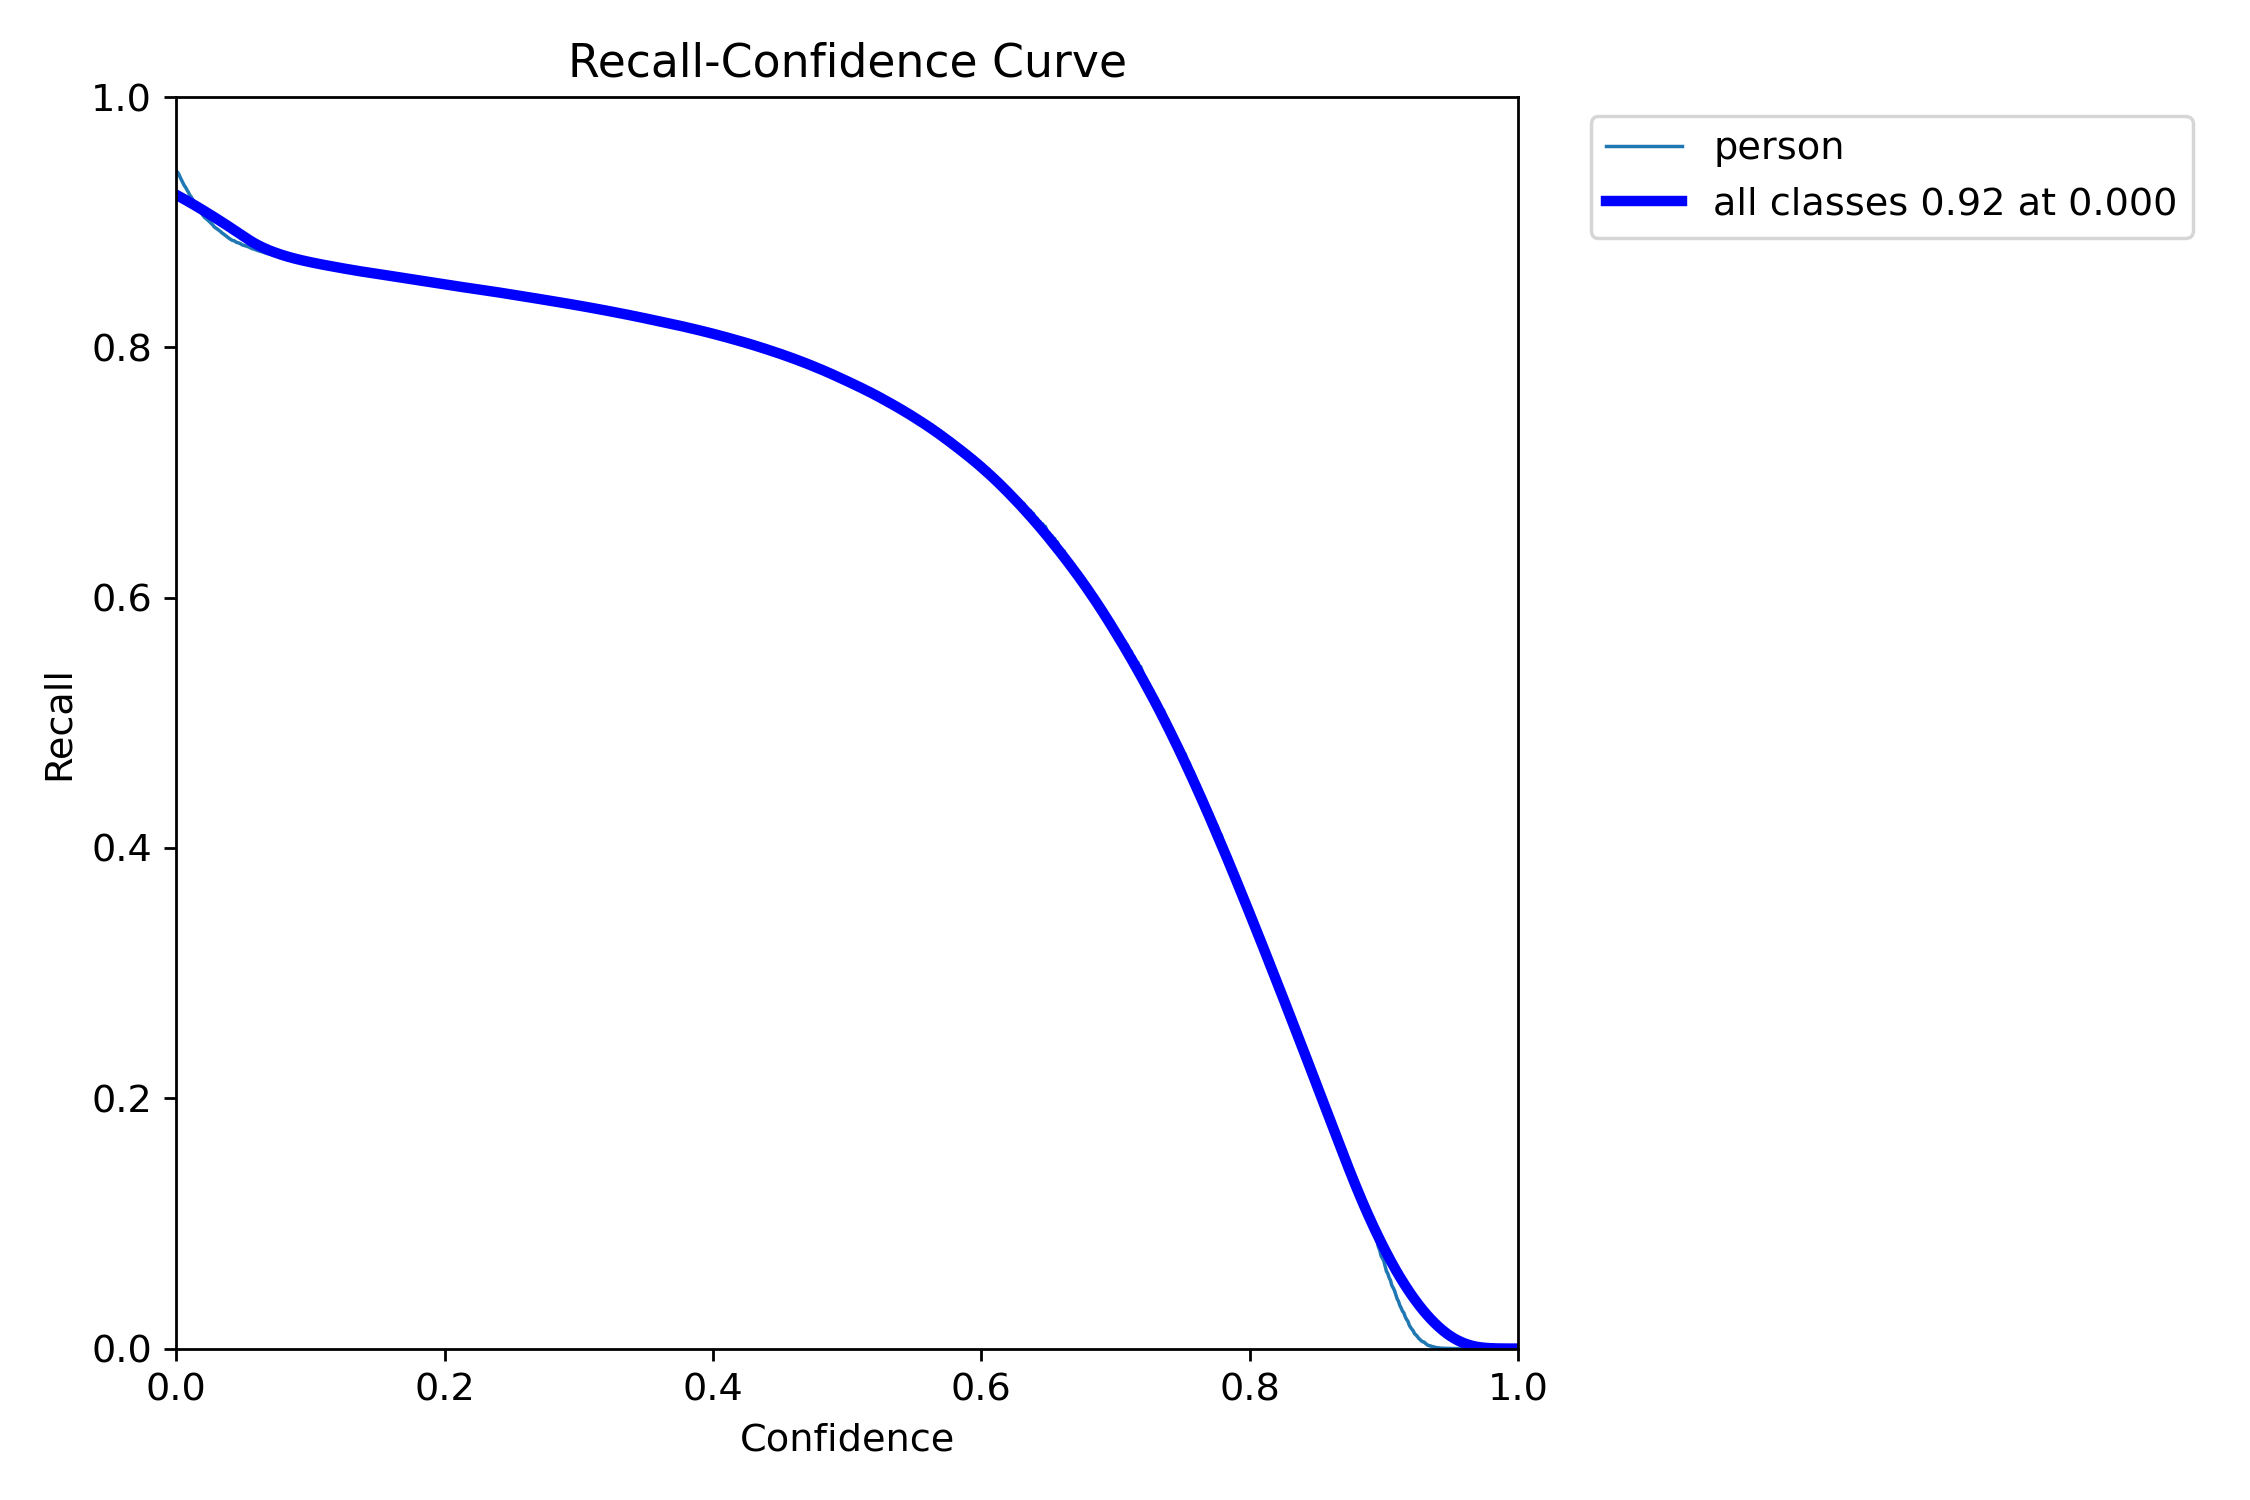 Recall-Confidence Curve
1.0
0.8
0.6
0.4
0.2
0.0
Recall
0.0 0.2 0.4 0.6 0.8 1.0
Confidence
person
all classes 0.92 at 0.000